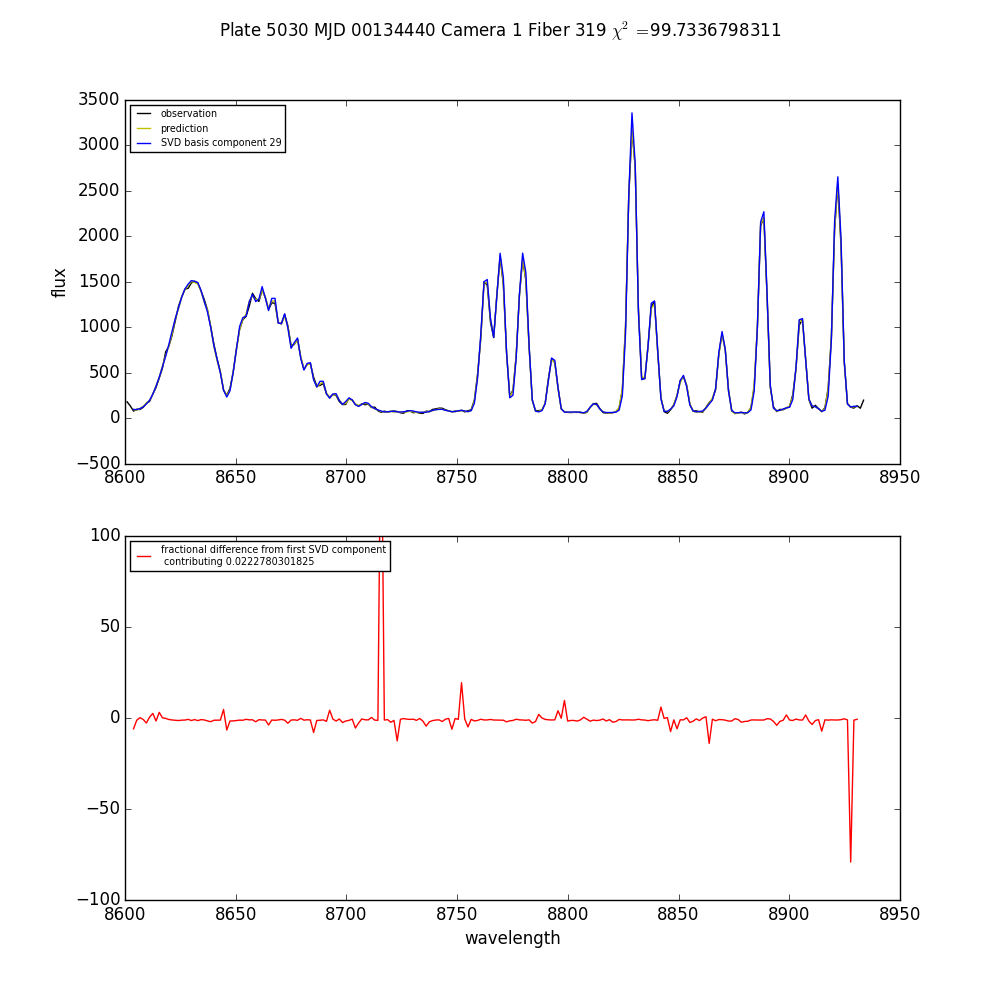 Plate 5030 MJD 00134440 Camera 1 Fiber 319 χ² =99.7336798311
3500
3000
2500
2000
1500
1000
500
0
−500
flux
observation
prediction
SVD basis component 29
8600 8650 8700 8750 8800 8850 8900 8950
100
50
0
−50
−100
fractional difference from first SVD component
contributing 0.0222780301825
8600 8650 8700 8750 8800 8850 8900 8950
wavelength